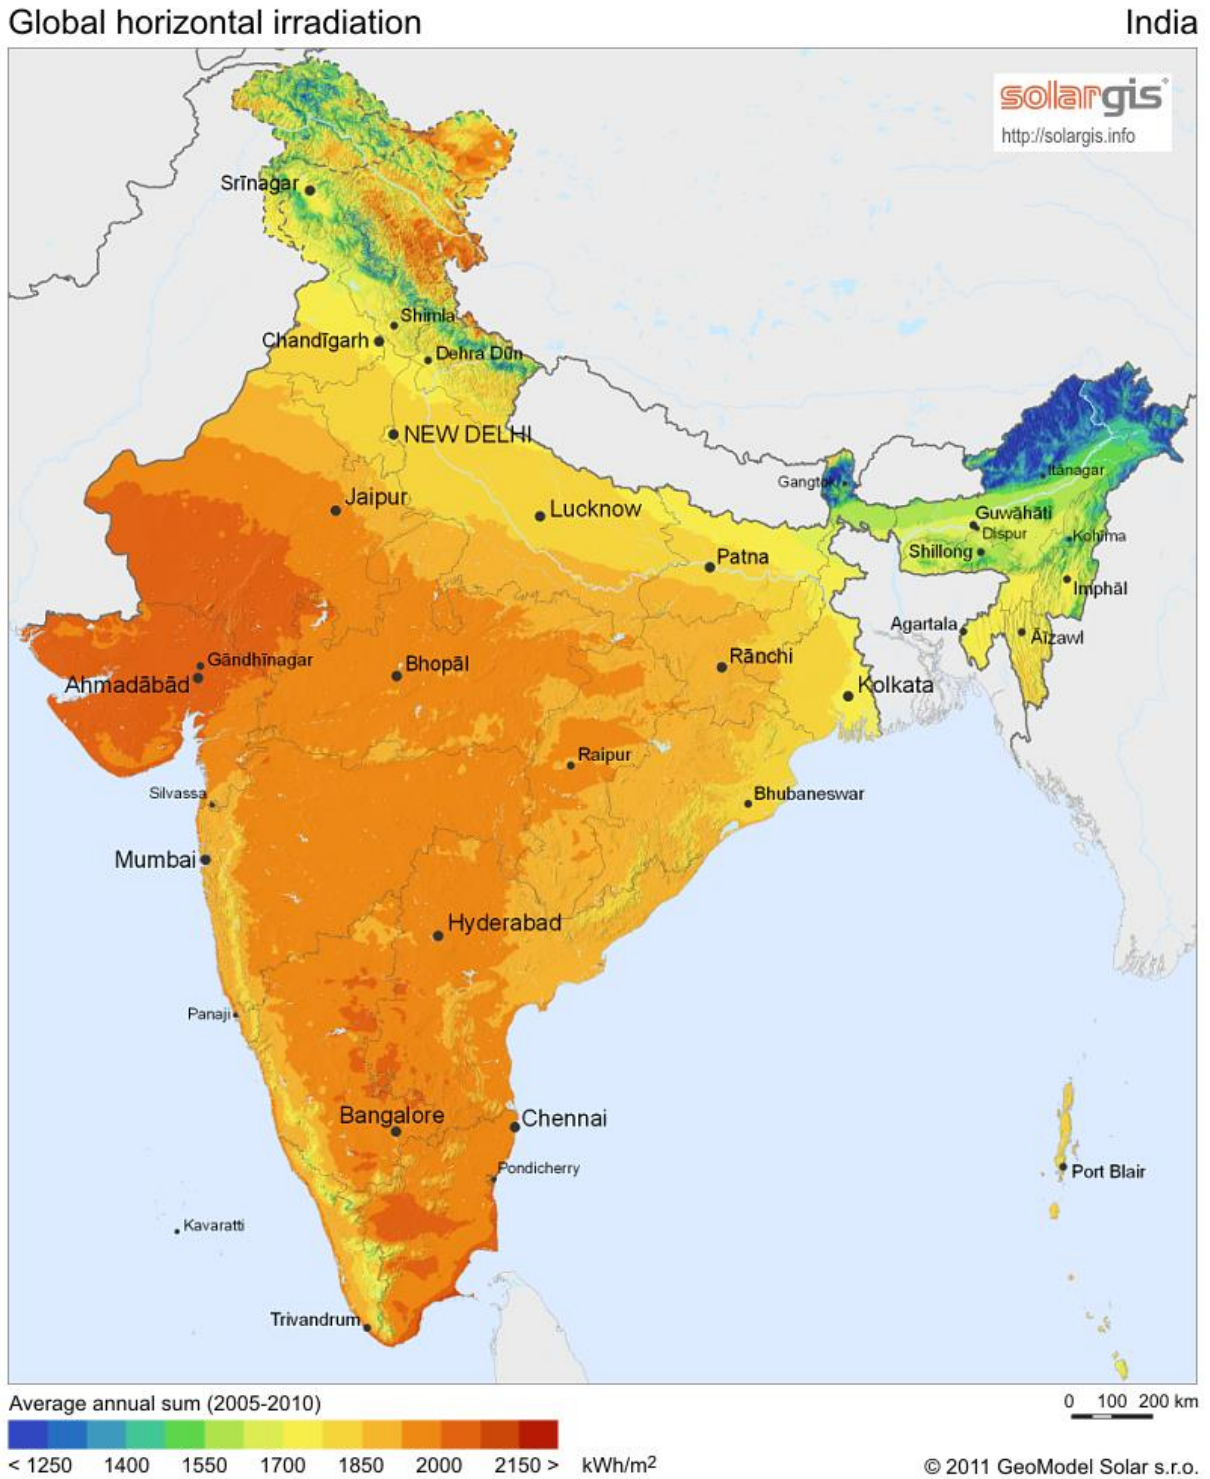 Global horizontal irradiation
India
solargis
http://solargis.info
Srīnagar
Shimla
Chandīgarh
Dehra Dūn
NEW DELHI
Itānagar
Gangtok
Jaipur
Lucknow
Guwāhāti
Dispur
Kohīma
Shillong
Patna
Imphāl
Agartala
Āīzawl
Gāndhīnagar
Bhopāl
Rānchi
Ahmadābād
Kolkata
Raipur
Silvassa
Bhubaneswar
Mumbai
Hyderabad
Panaji
Bangalore
Chennai
Pondicherry
Port Blair
Kavaratti
Trivandrum
Average annual sum (2005-2010)
0 100 200 km
< 1250 1400 1550 1700 1850 2000 2150 > kWh/m²
© 2011 GeoModel Solar s.r.o.